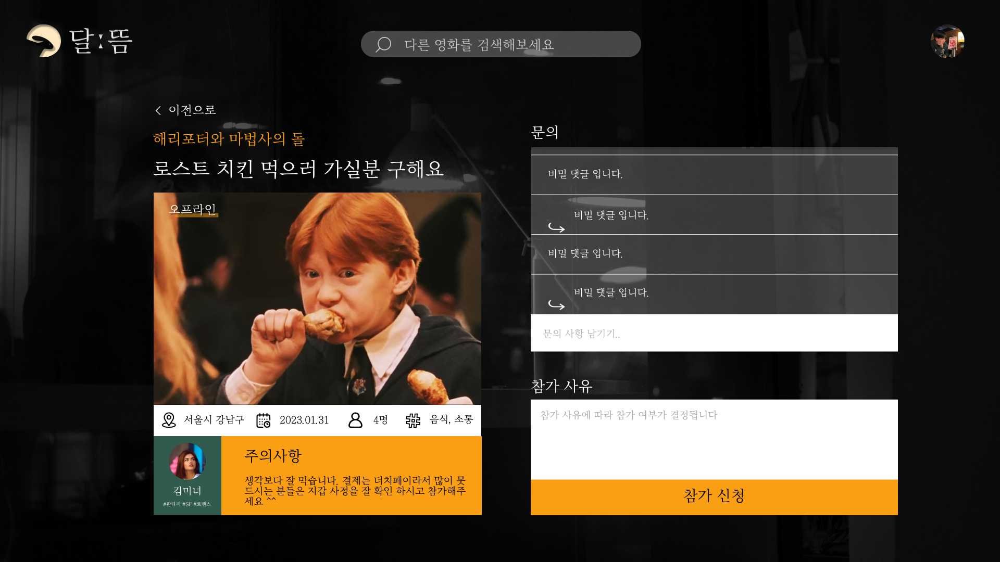 달:뜸
다른 영화를 검색해보세요
이전으로
해리포터와 마법사의 돌
로스트 치킨 먹으러 가실분 구해요
오프라인
서울시 강남구
2023.01.31
4명
음식, 소통
김미녀
#판타지 #SF #로맨스
주의사항
생각보다 잘 먹습니다. 결제는 더치페이라서 많이 못
드시는 분들은 지갑 사정을 잘 확인 하시고 참가해주
세요 ^^
문의
비밀 댓글 입니다.
비밀 댓글 입니다.
비밀 댓글 입니다.
비밀 댓글 입니다.
문의 사항 남기기..
참가 사유
참가 사유에 따라 참가 여부가 결정됩니다
참가 신청